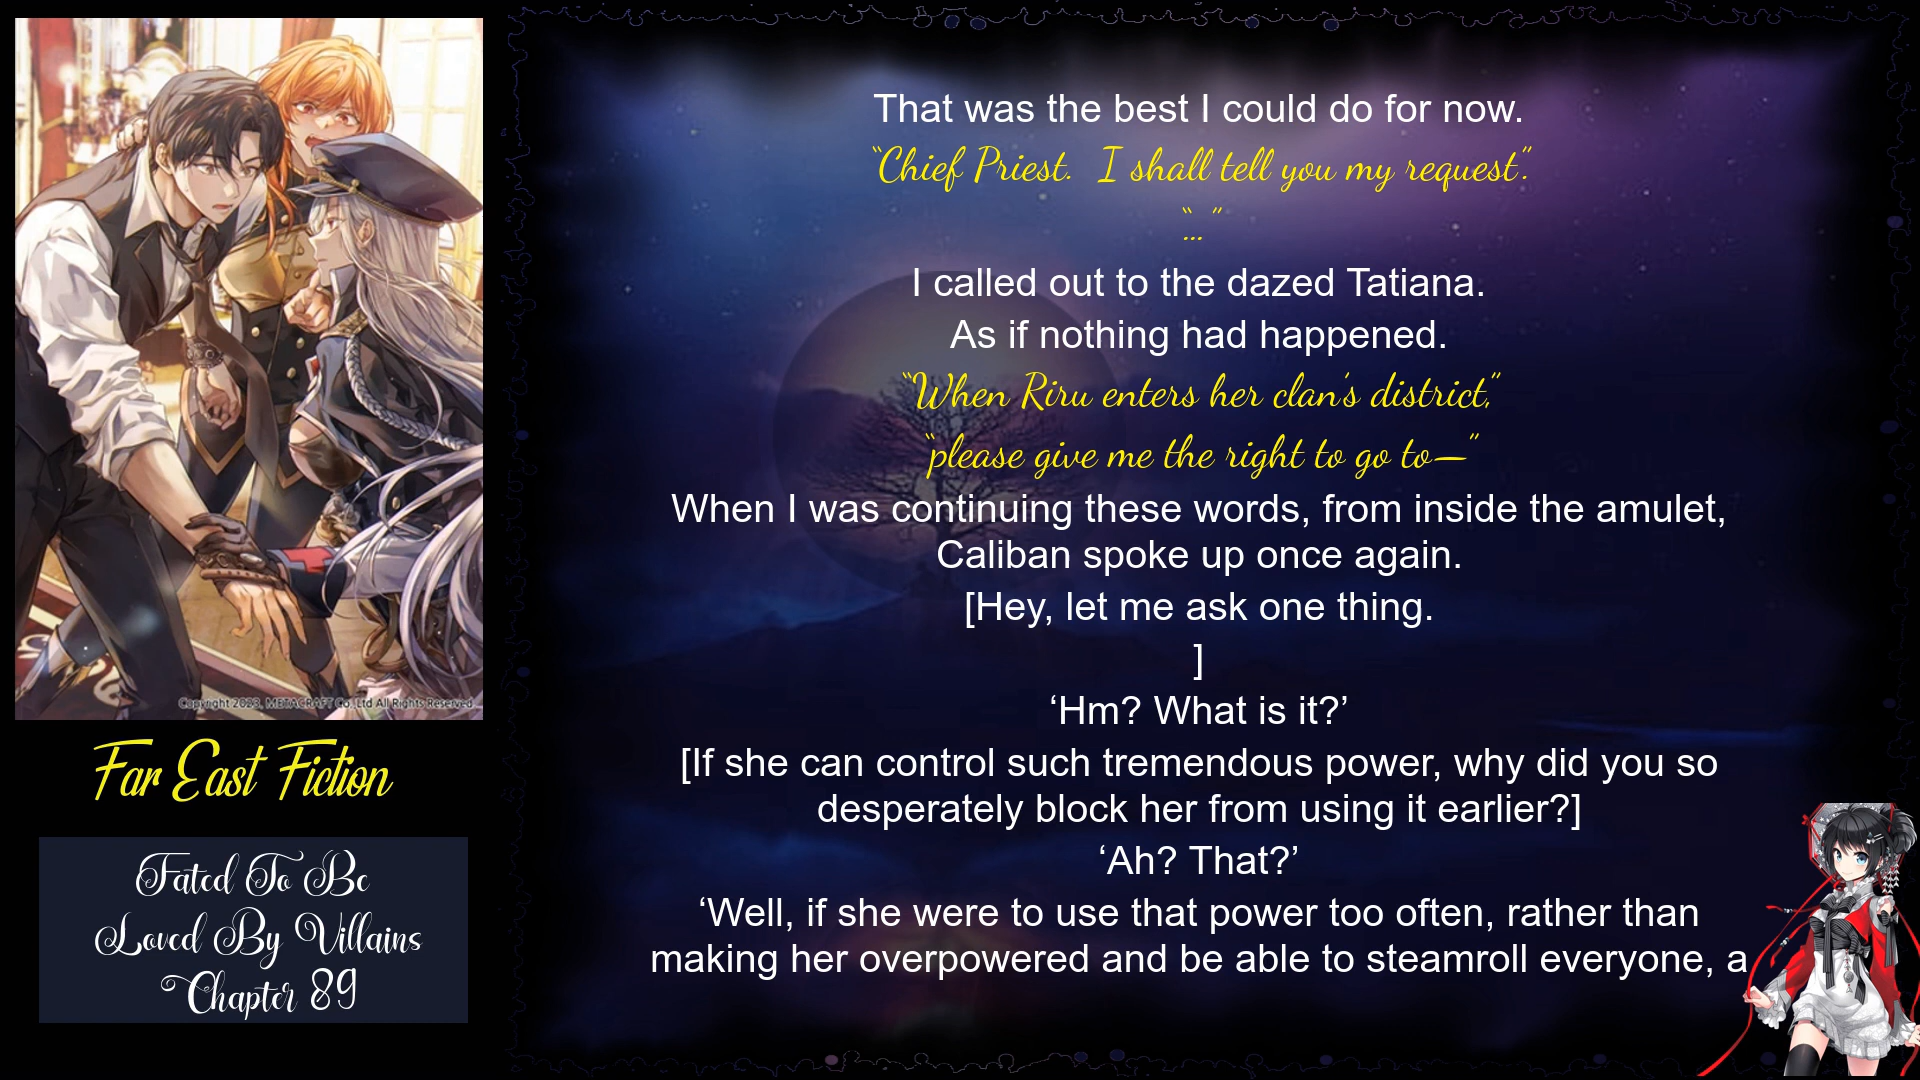 That was the best I could do for now.
“Chief Priest. I shall tell you my request”.
“…”
I called out to the dazed Tatiana.
As if nothing had happened.
“When Riru enters her clan’s district,”
“please give me the right to go to—”
When I was continuing these words, from inside the amulet,
Caliban spoke up once again.
[Hey, let me ask one thing.
]
‘Hm? What is it?’
[If she can control such tremendous power, why did you so
desperately block her from using it earlier?]
‘Ah? That?’
‘Well, if she were to use that power too often, rather than
making her overpowered and be able to steamroll everyone, a
Copyright 2023, METACRAFT Co.,Ltd All Rights Reserved
Far East Fiction
Fated To Be
Loved By Villains
Chapter 89